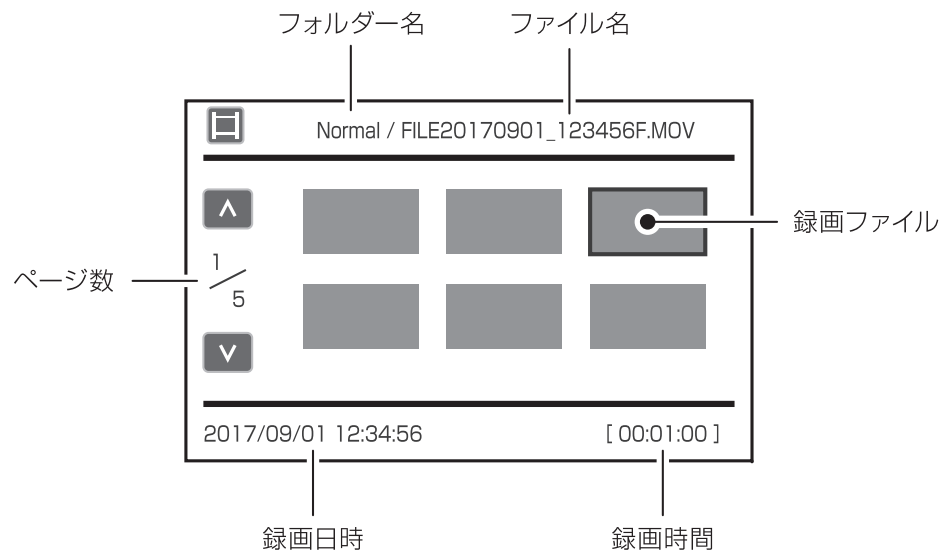 フォルダー名
ファイル名
Normal / FILE20170901_123456F.MOV
録画ファイル
ページ数
1/5
2017/09/01 12:34:56
[ 00:01:00 ]
録画日時
録画時間